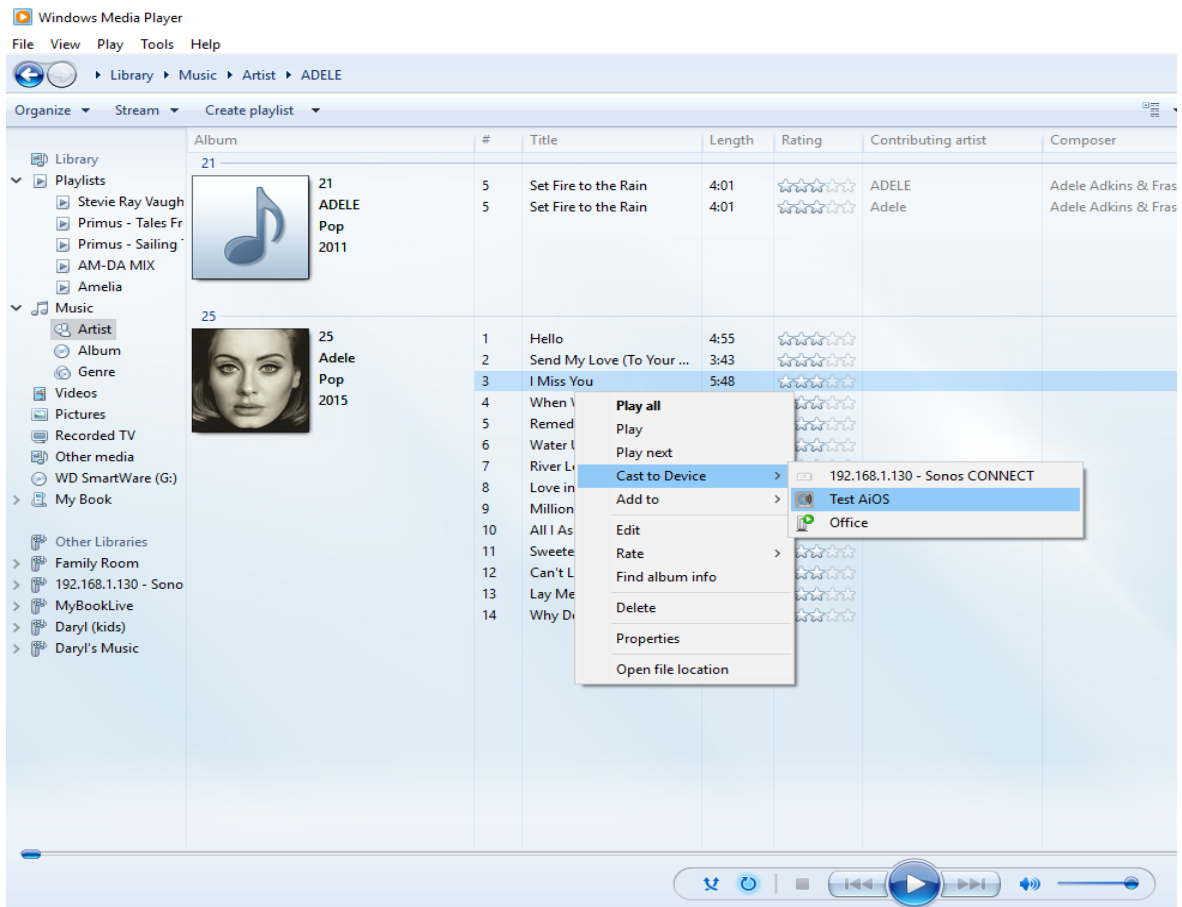 Windows Media Player
File View Play Tools Help
Library Music Artist ADELE
Organize Stream Create playlist
Album # Title Length Rating Contributing artist Composer
Library
Playlists
Stevie Ray Vaugh
Primus - Tales Fr
Primus - Sailing
AM-DA MIX
Amelia
Music
Artist
Album
Genre
Videos
Pictures
Recorded TV
Other media
WD SmartWare (G:)
My Book
Other Libraries
Family Room
192.168.1.130 - Sono
MyBookLive
Daryl (kids)
Daryl's Music
21
21
ADELE
Pop
2011
5 Set Fire to the Rain 4:01 ADELE Adele Adkins & Fras
5 Set Fire to the Rain 4:01 Adele Adele Adkins & Fras
25
25
Adele
Pop
2015
1 Hello 4:55
2 Send My Love (To Your ... 3:43
3 I Miss You 5:48
4 When
5 Remed
6 Water
7 River L
8 Love in
9 Million
10 All I As
11 Sweete
12 Can't L
13 Lay Me
14 Why D
Play all
Play
Play next
Cast to Device
Add to
Edit
Rate
Find album info
Delete
Properties
Open file location
192.168.1.130 - Sonos CONNECT
Test AiOS
Office